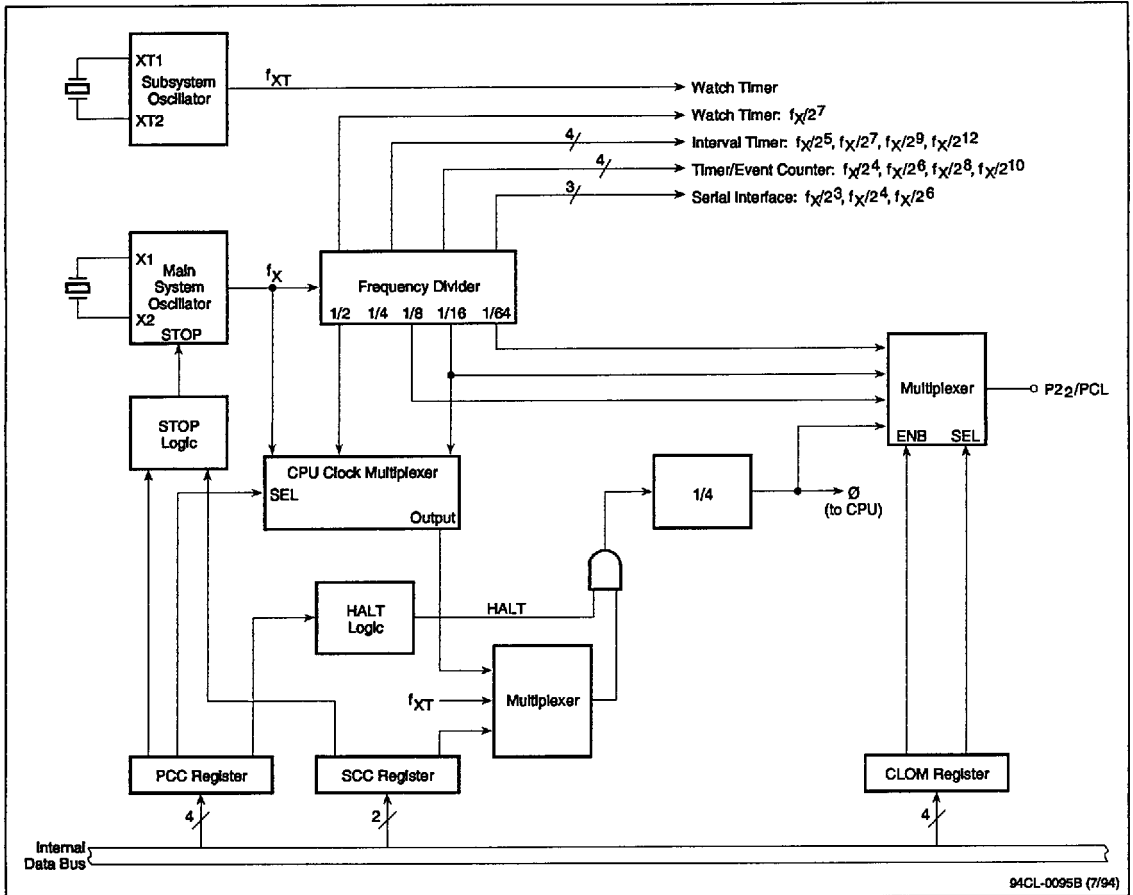 XT1
Subsystem
Oscillator
XT2
fXT
Watch Timer
Watch Timer: fX/2^7
4
Interval Timer: fX/2^5, fX/2^7, fX/2^9, fX/2^12
4
Timer/Event Counter: fX/2^4, fX/2^6, fX/2^8, fX/2^10
3
Serial Interface: fX/2^3, fX/2^4, fX/2^6
X1
Main
System
Oscillator
X2
STOP
fX
Frequency Divider
1/2 1/4 1/8 1/16 1/64
Multiplexer
ENB SEL
P2₂/PCL
STOP
Logic
CPU Clock Multiplexer
SEL
Output
1/4
Ø
(to CPU)
HALT
Logic
HALT
fXT
Multiplexer
PCC Register
SCC Register
CLOM Register
4
2
4
Internal
Data Bus
94CL-0095B (7/94)